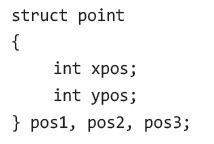 struct point
{
    int xpos;
    int ypos;
} pos1, pos2, pos3;